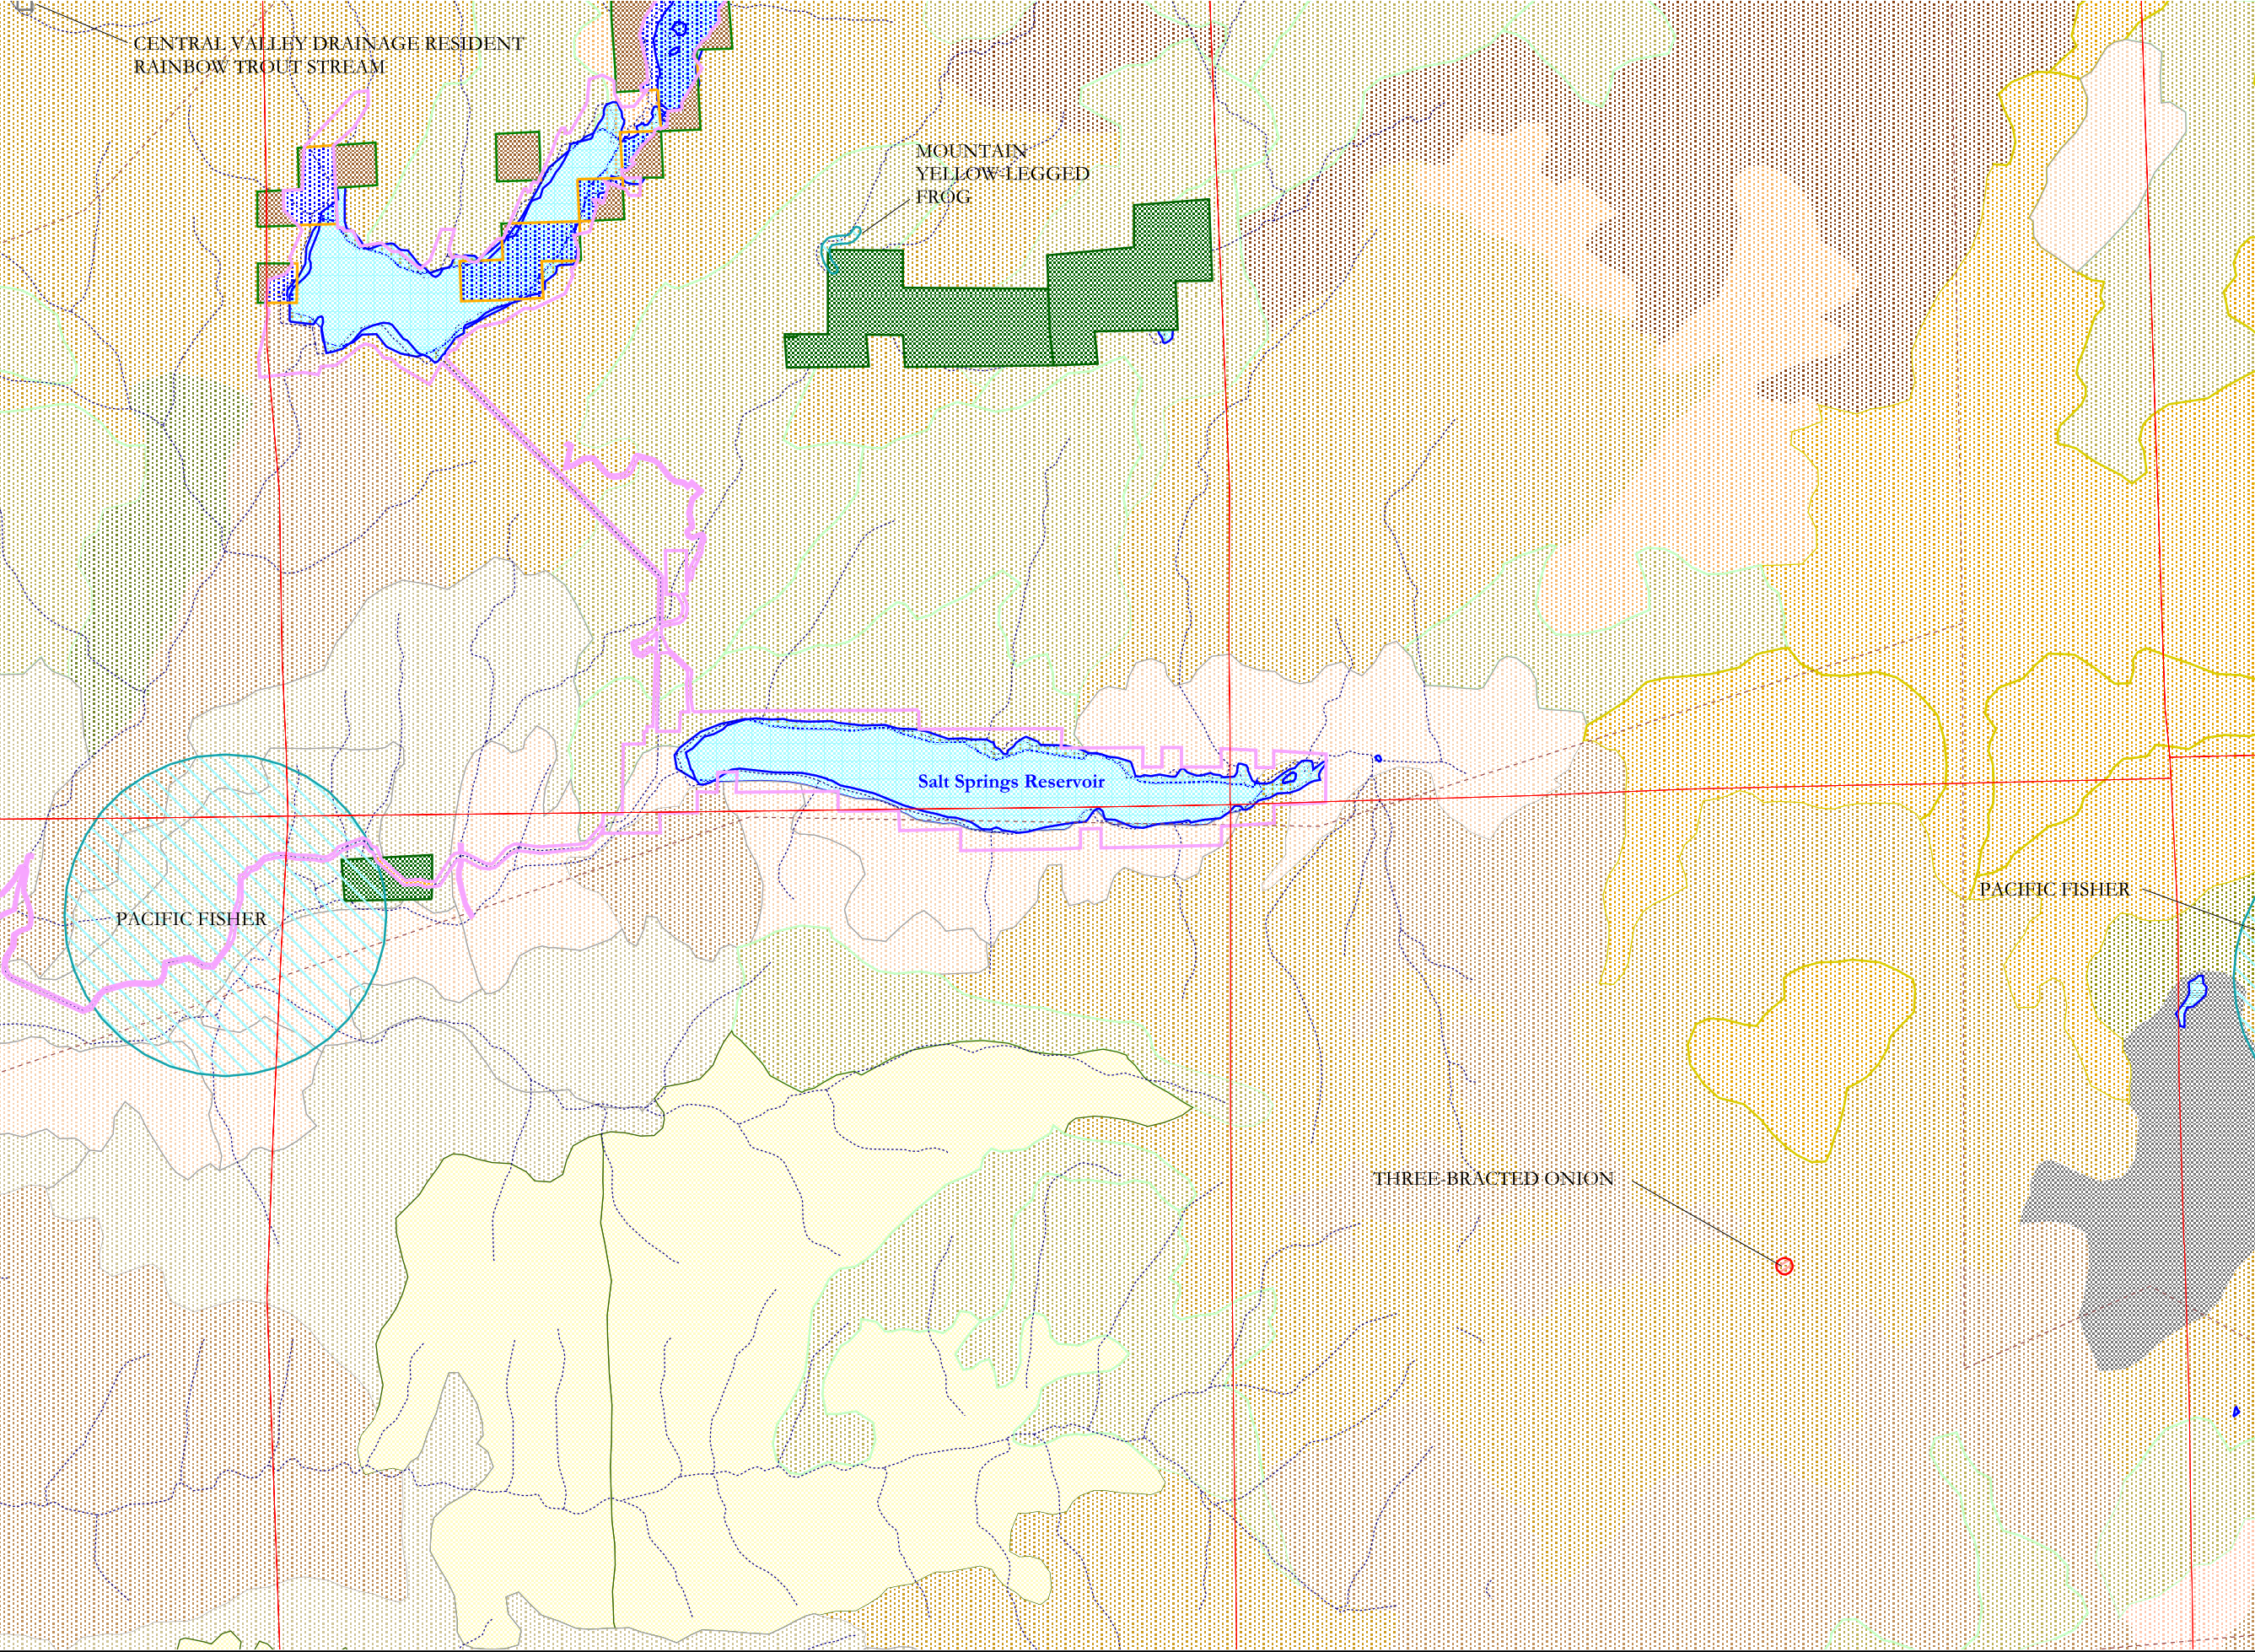 CENTRAL VALLEY DRAINAGE RESIDENT
RAINBOW TROUT STREAM
MOUNTAIN
YELLOW-LEGGED
FROG
Salt Springs Reservoir
PACIFIC FISHER
PACIFIC FISHER
THREE-BRACTED ONION